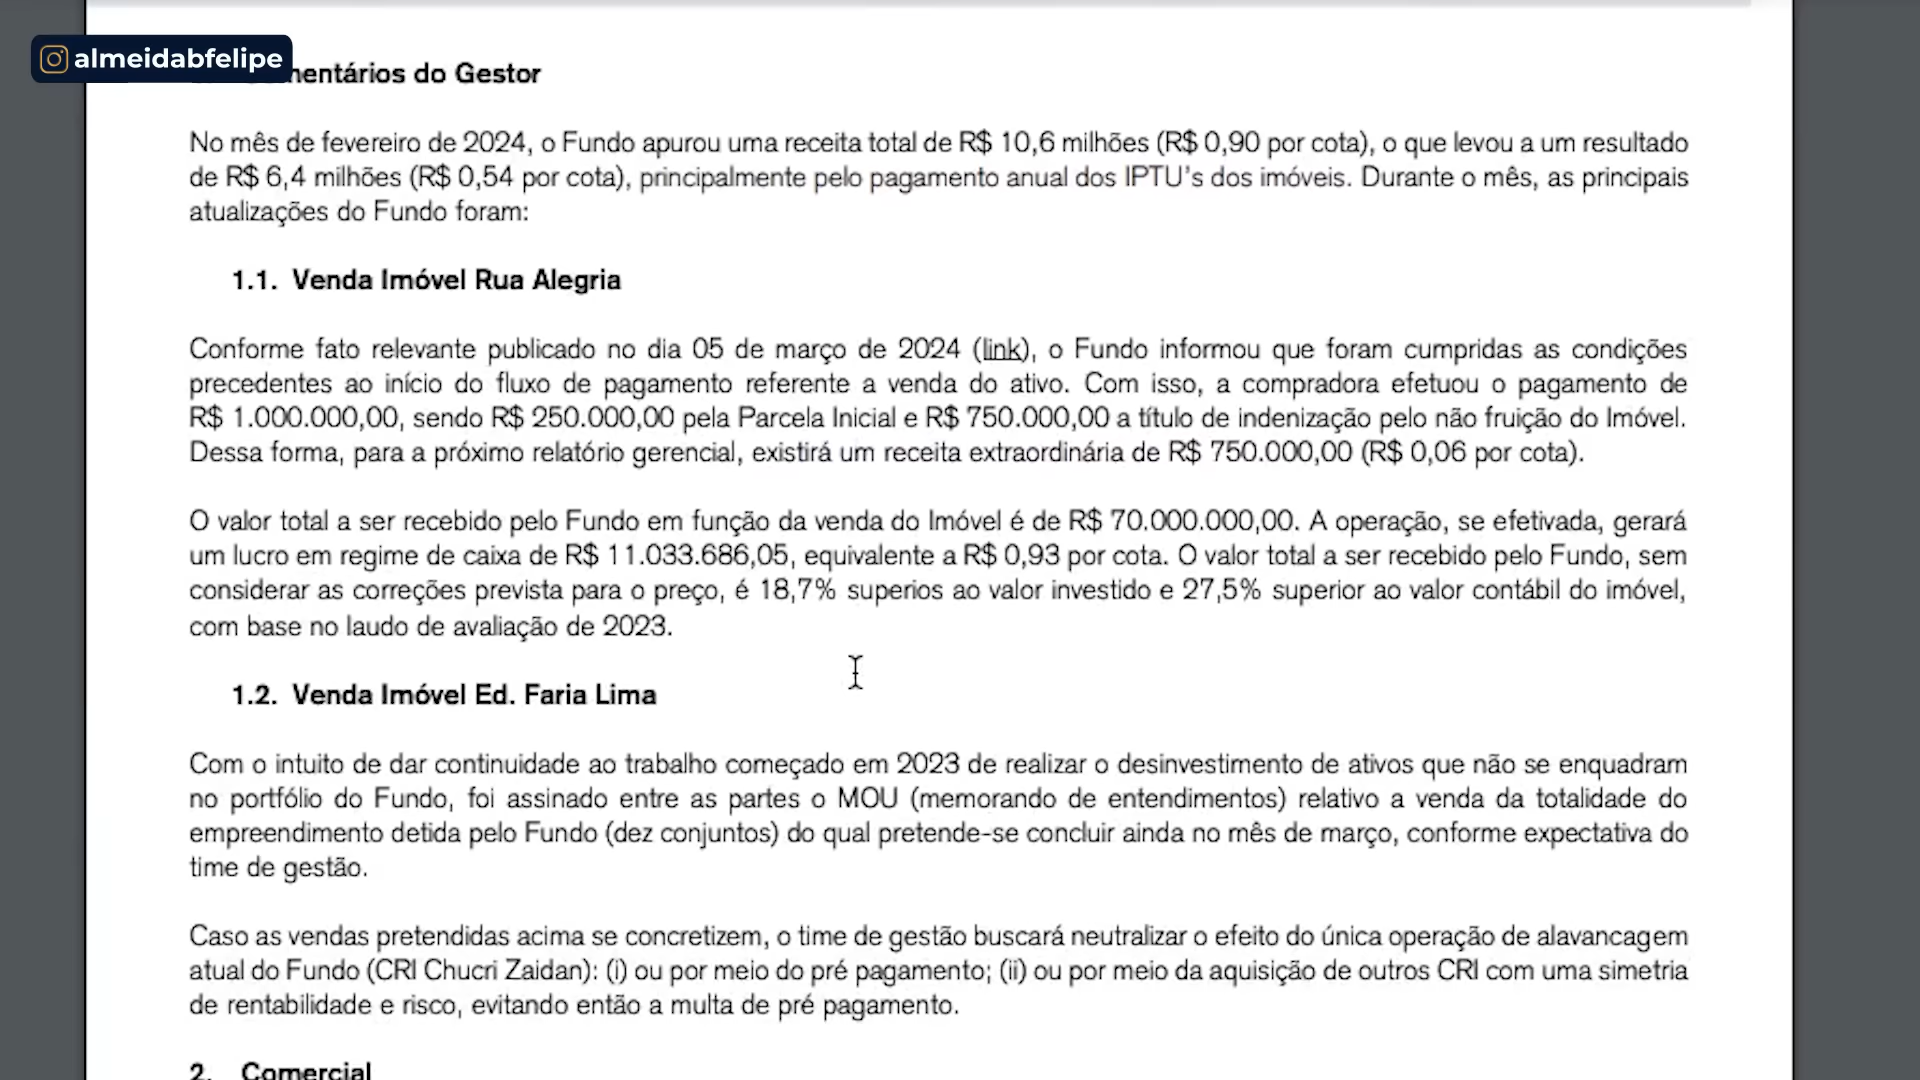 almeidabfelipe
mentários do Gestor
No mês de fevereiro de 2024, o Fundo apurou uma receita total de R$ 10,6 milhões (R$ 0,90 por cota), o que levou a um resultado
de R$ 6,4 milhões (R$ 0,54 por cota), principalmente pelo pagamento anual dos IPTU's dos imóveis. Durante o mês, as principais
atualizações do Fundo foram:
1.1. Venda Imóvel Rua Alegria
Conforme fato relevante publicado no dia 05 de março de 2024 (link), o Fundo informou que foram cumpridas as condições
precedentes ao início do fluxo de pagamento referente a venda do ativo. Com isso, a compradora efetuou o pagamento de
R$ 1.000.000,00, sendo R$ 250.000,00 pela Parcela Inicial e R$ 750.000,00 a título de indenização pelo não fruição do Imóvel.
Dessa forma, para a próximo relatório gerencial, existirá um receita extraordinária de R$ 750.000,00 (R$ 0,06 por cota).
O valor total a ser recebido pelo Fundo em função da venda do Imóvel é de R$ 70.000.000,00. A operação, se efetivada, gerará
um lucro em regime de caixa de R$ 11.033.686,05, equivalente a R$ 0,93 por cota. O valor total a ser recebido pelo Fundo, sem
considerar as correções prevista para o preço, é 18,7% superios ao valor investido e 27,5% superior ao valor contábil do imóvel,
com base no laudo de avaliação de 2023.
1.2. Venda Imóvel Ed. Faria Lima
Com o intuito de dar continuidade ao trabalho começado em 2023 de realizar o desinvestimento de ativos que não se enquadram
no portfólio do Fundo, foi assinado entre as partes o MOU (memorando de entendimentos) relativo a venda da totalidade do
empreendimento detida pelo Fundo (dez conjuntos) do qual pretende-se concluir ainda no mês de março, conforme expectativa do
time de gestão.
Caso as vendas pretendidas acima se concretizem, o time de gestão buscará neutralizar o efeito do única operação de alavancagem
atual do Fundo (CRI Chucri Zaidan): (i) ou por meio do pré pagamento; (ii) ou por meio da aquisição de outros CRI com uma simetria
de rentabilidade e risco, evitando então a multa de pré pagamento.
2. Comercial